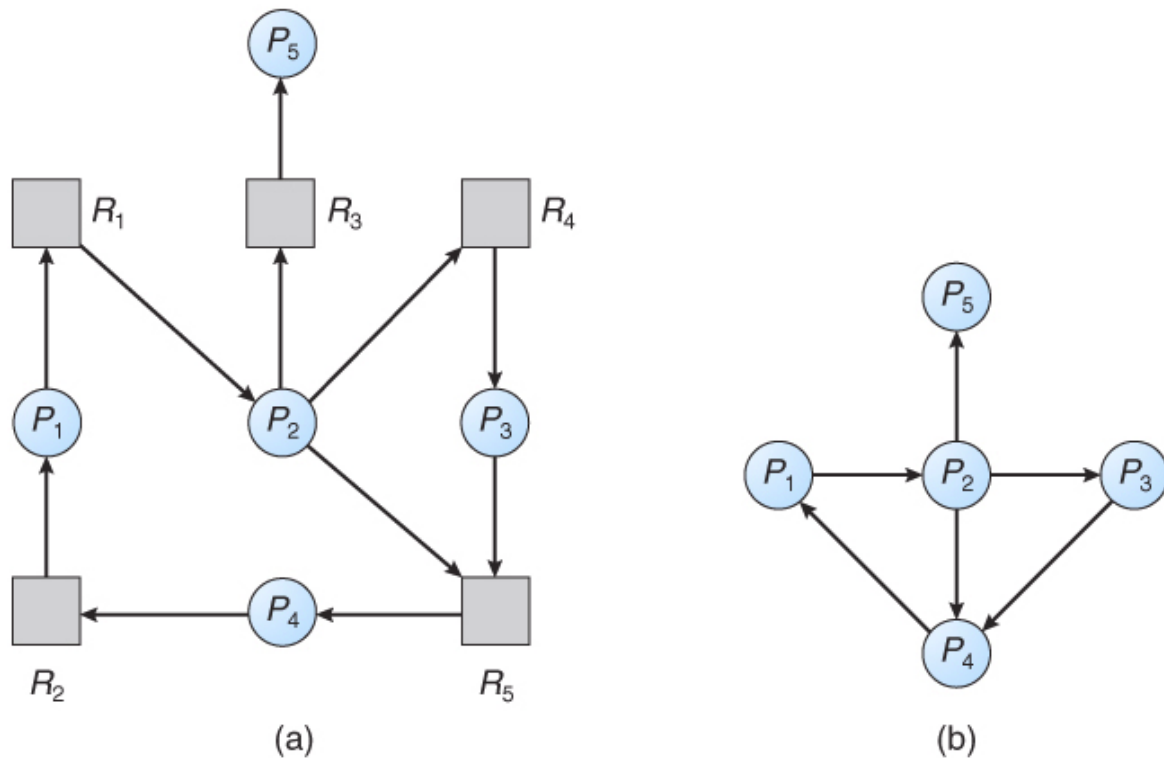 P₅
R₁ R₃ R₄
P₅
P₁ P₂ P₃
P₁ P₂ P₃
P₄
P₄
R₂ R₅
(a) (b)